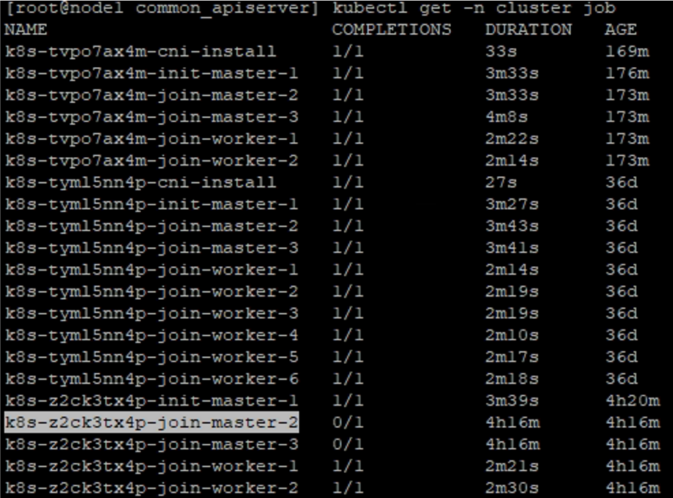 [root@node1 common_apiserver] kubectl get -n cluster job
NAME COMPLETIONS DURATION AGE
k8s-tvpo7ax4m-cni-install 1/1 33s 169m
k8s-tvpo7ax4m-init-master-1 1/1 3m33s 176m
k8s-tvpo7ax4m-join-master-2 1/1 3m33s 173m
k8s-tvpo7ax4m-join-master-3 1/1 4m8s 173m
k8s-tvpo7ax4m-join-worker-1 1/1 2m22s 173m
k8s-tvpo7ax4m-join-worker-2 1/1 2m14s 173m
k8s-tyml5nn4p-cni-install 1/1 27s 36d
k8s-tyml5nn4p-init-master-1 1/1 3m27s 36d
k8s-tyml5nn4p-join-master-2 1/1 3m43s 36d
k8s-tyml5nn4p-join-master-3 1/1 3m41s 36d
k8s-tyml5nn4p-join-worker-1 1/1 2m14s 36d
k8s-tyml5nn4p-join-worker-2 1/1 2m19s 36d
k8s-tyml5nn4p-join-worker-3 1/1 2m19s 36d
k8s-tyml5nn4p-join-worker-4 1/1 2m10s 36d
k8s-tyml5nn4p-join-worker-5 1/1 2m17s 36d
k8s-tyml5nn4p-join-worker-6 1/1 2m18s 36d
k8s-z2ck3tx4p-init-master-1 1/1 3m39s 4h20m
k8s-z2ck3tx4p-join-master-2 0/1 4h16m 4h16m
k8s-z2ck3tx4p-join-master-3 0/1 4h16m 4h16m
k8s-z2ck3tx4p-join-worker-1 1/1 2m21s 4h16m
k8s-z2ck3tx4p-join-worker-2 1/1 2m30s 4h16m